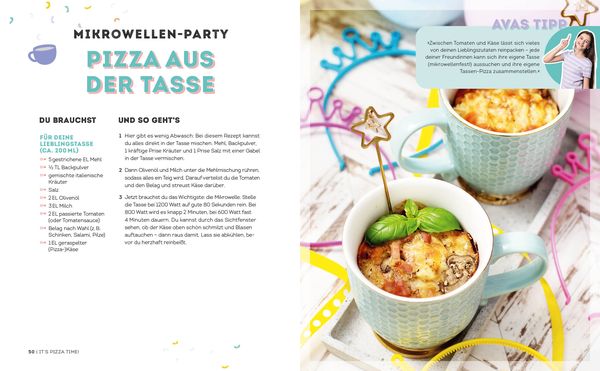 MIKROWELLEN-PARTY
PIZZA AUS
DER TASSE
DU BRAUCHST
FÜR DEINE
LIEBLINGSTASSE
(CA. 200 ML)
5 gestrichene EL Mehl
½ TL Backpulver
gemischte italienische
Kräuter
Salz
2 EL Olivenöl
3 EL Milch
2 EL passierte Tomaten
(oder Tomatensauce)
Belag nach Wahl (z. B.
Schinken, Salami, Pilze)
1 EL geraspelter
(Pizza-)Käse
UND SO GEHT'S
1 Hier gibt es wenig Abwasch: Bei diesem Rezept kannst
du alles direkt in der Tasse mischen. Mehl, Backpulver,
1 kräftige Prise Kräuter und 1 Prise Salz mit einer Gabel
in der Tasse vermischen.
2 Dann Olivenöl und Milch unter die Mehlmischung rühren,
sodass alles ein Teig wird. Darauf verteilst du die Tomaten
und den Belag und streust Käse darüber.
3 Jetzt brauchst du das Wichtigste: die Mikrowelle. Stelle
die Tasse bei 1200 Watt auf gute 80 Sekunden rein. Bei
800 Watt wird es knapp 2 Minuten, bei 600 Watt fast
4 Minuten dauern. Du kannst durch das Sichtfenster
sehen, ob der Käse oben schön schmilzt und Blasen
auftauchen – dann raus damit. Lass sie abkühlen, be-
vor du herzhaft reinbeißt.
50 | IT'S PIZZA TIME!
AVAS TIPP
»Zwischen Tomaten und Käse lässt sich vieles
von deinen Lieblingszutaten reinpacken – jede
deiner Freundinnen kann sich ihre eigene Tasse
(mikrowellenfest!) aussuchen und ihre eigene
Tassen-Pizza zusammenstellen.«